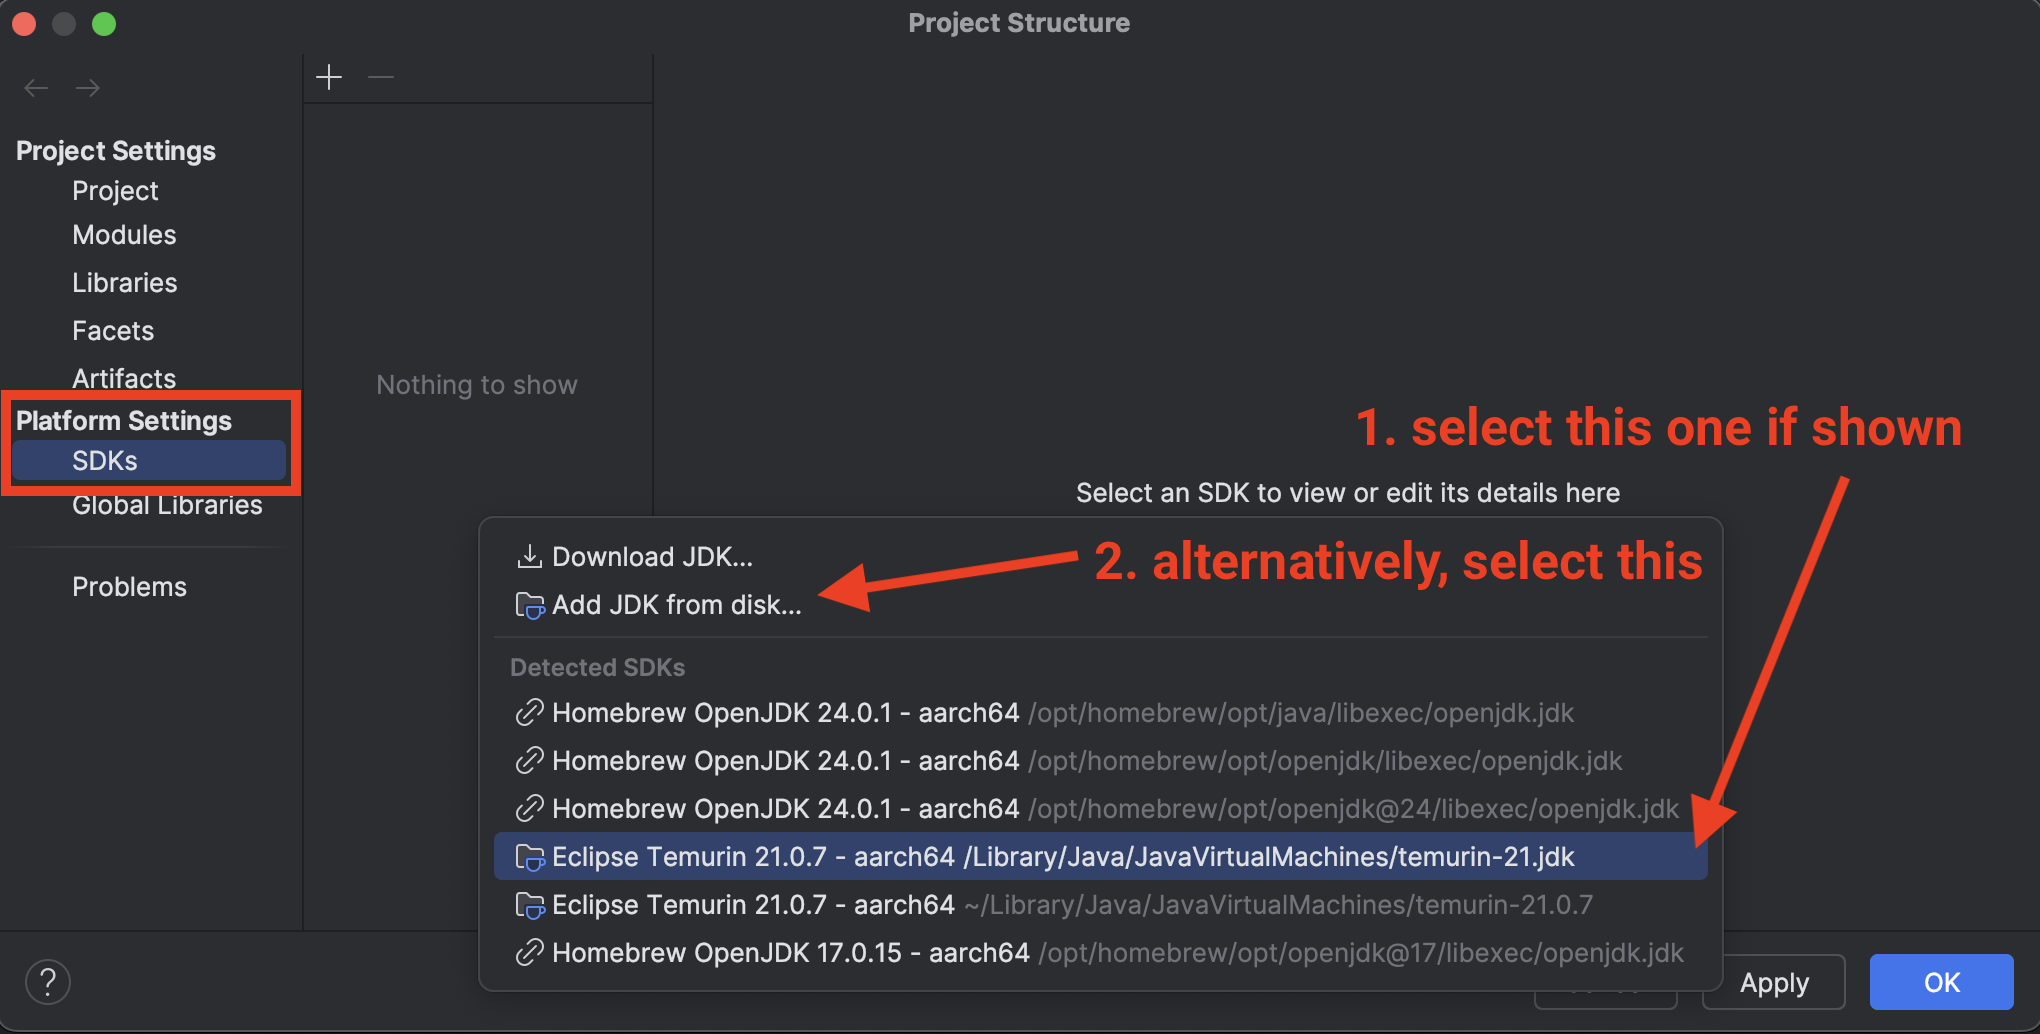 Project Structure
Project Settings
Project
Modules
Libraries
Facets
Artifacts
Platform Settings
SDKs
Global Libraries
Problems
Nothing to show
1. select this one if shown
Select an SDK to view or edit its details here
Download JDK...
2. alternatively, select this
Add JDK from disk...
Detected SDKs
Homebrew OpenJDK 24.0.1 - aarch64 /opt/homebrew/opt/java/libexec/openjdk.jdk
Homebrew OpenJDK 24.0.1 - aarch64 /opt/homebrew/opt/openjdk/libexec/openjdk.jdk
Homebrew OpenJDK 24.0.1 - aarch64 /opt/homebrew/opt/openjdk@24/libexec/openjdk.jdk
Eclipse Temurin 21.0.7 - aarch64 /Library/Java/JavaVirtualMachines/temurin-21.jdk
Eclipse Temurin 21.0.7 - aarch64 ~/Library/Java/JavaVirtualMachines/temurin-21.0.7
Homebrew OpenJDK 17.0.15 - aarch64 /opt/homebrew/opt/openjdk@17/libexec/openjdk.jdk
?
Apply
OK